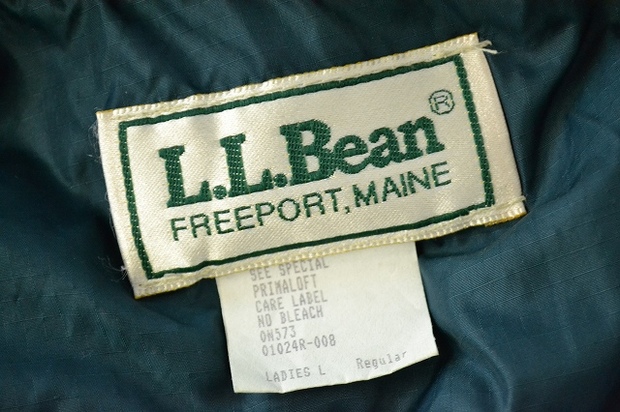 L.L.Bean®
FREEPORT, MAINE
SEE SPECIAL
PRIMALOFT
CARE LABEL
NO BLEACH
0N573
01024R-008
LADIES L Regular